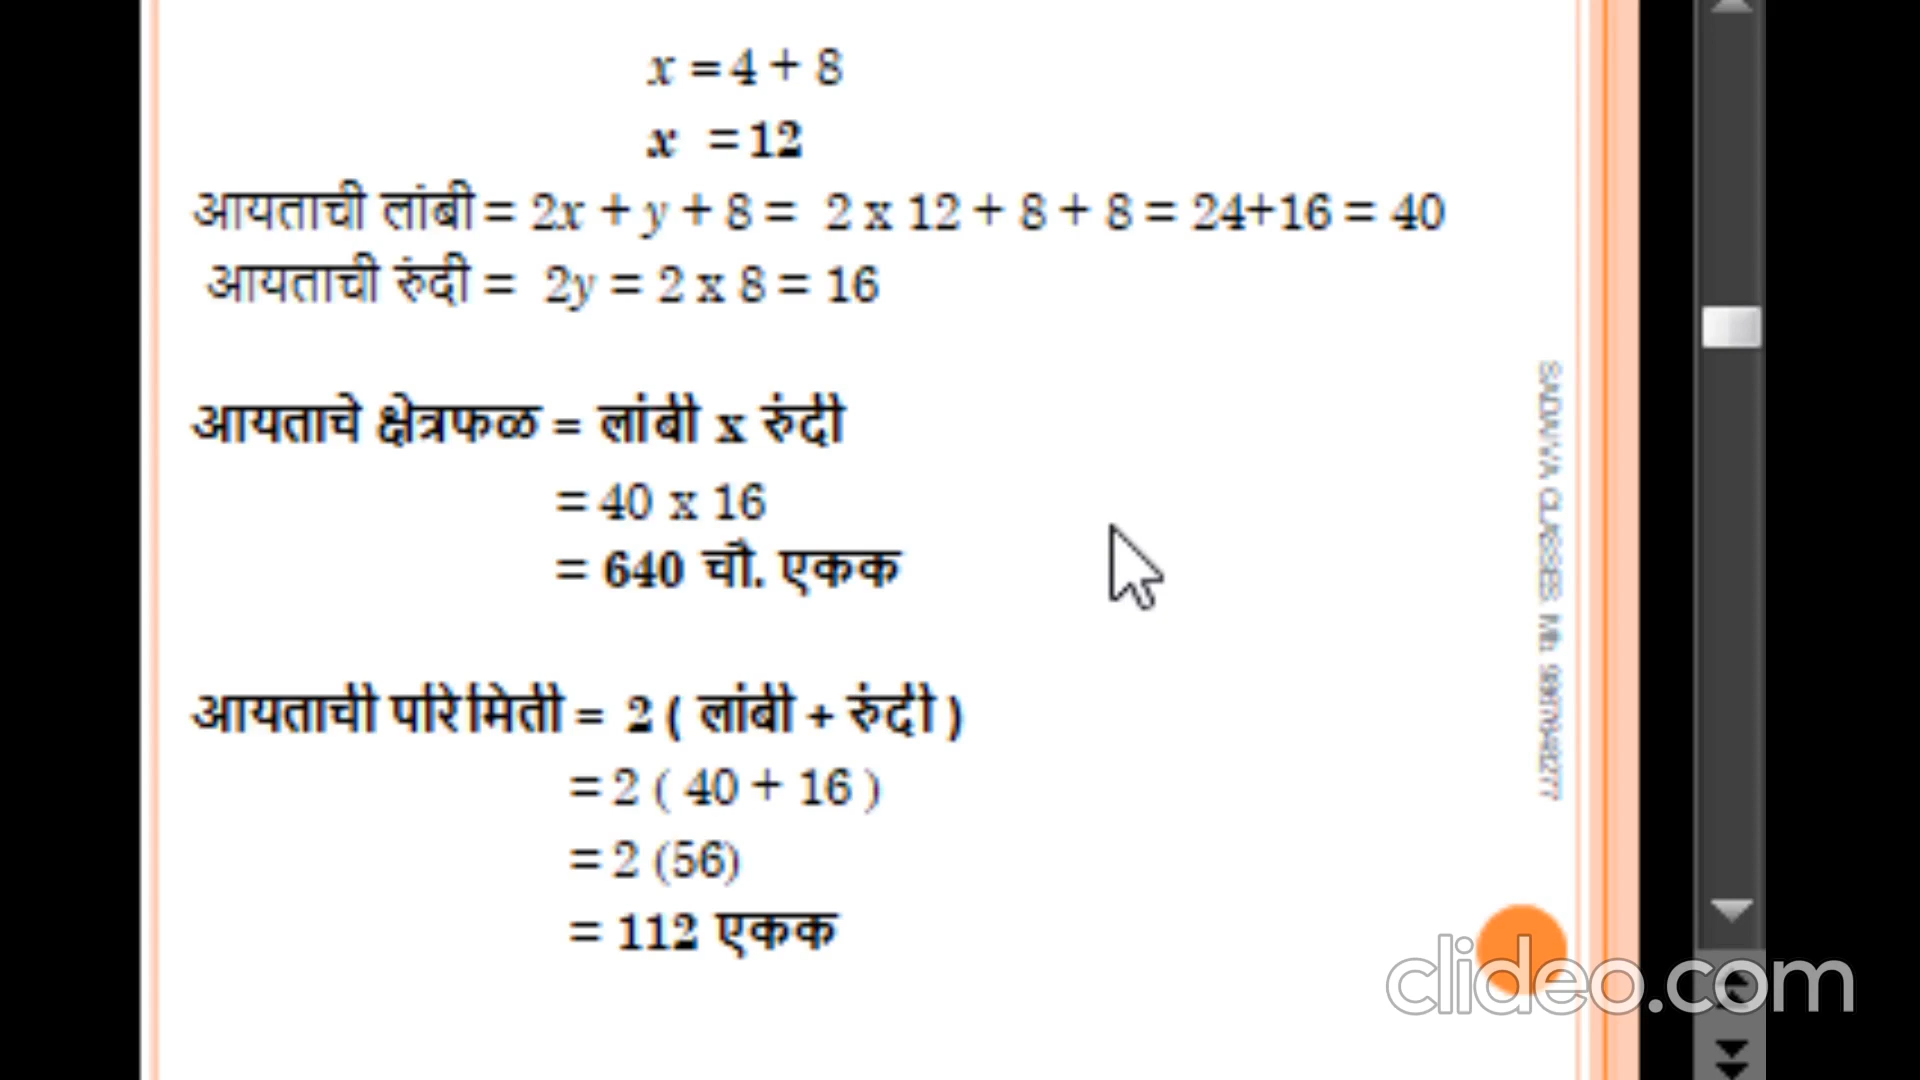 x = 4 + 8
x = 12
आयताची लांबी = 2x + y + 8 = 2 x 12 + 8 + 8 = 24+16 = 40
आयताची रुंदी = 2y = 2 x 8 = 16
आयताचे क्षेत्रफळ = लांबी x रुंदी
= 40 x 16
= 640 चौ. एकक
आयताची परिमिती = 2 ( लांबी + रुंदी )
= 2 ( 40 + 16 )
= 2 (56)
= 112 एकक
CLASSES
clideo.com